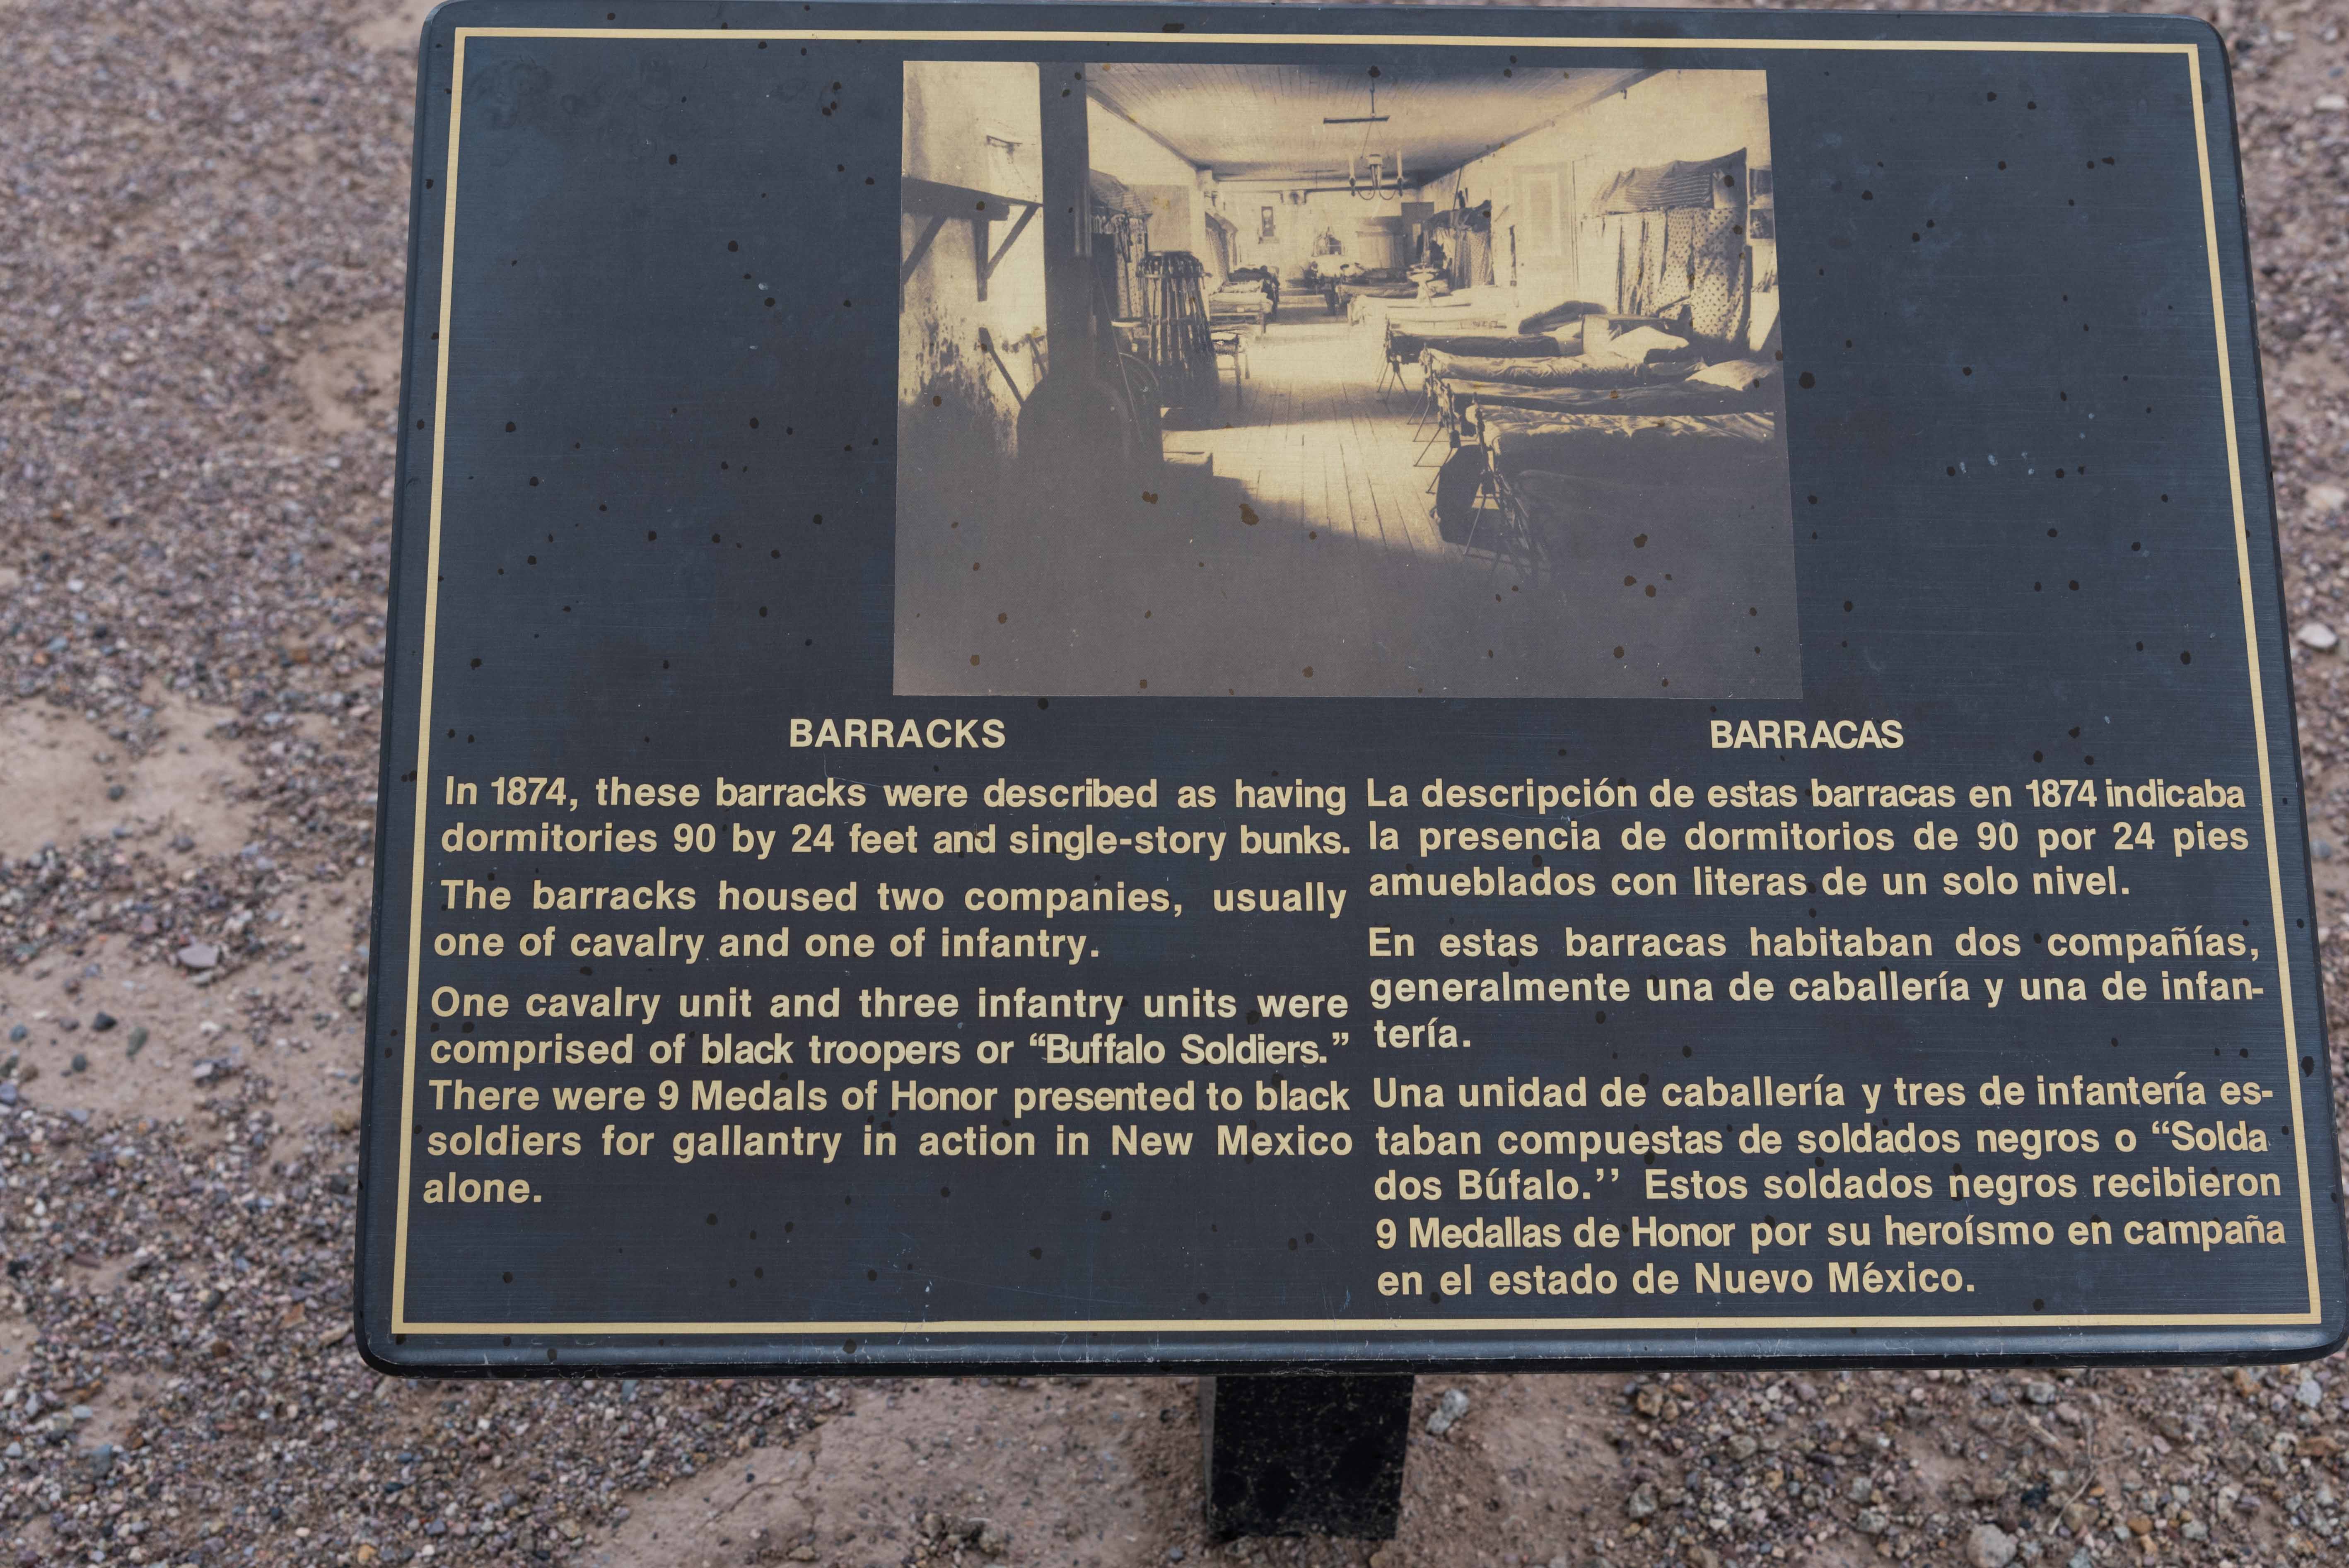 BARRACKS
In 1874, these barracks were described as having
dormitories 90 by 24 feet and single-story bunks.
The barracks housed two companies, usually
one of cavalry and one of infantry.
One cavalry unit and three infantry units were
comprised of black troopers or “Buffalo Soldiers.”
There were 9 Medals of Honor presented to black
soldiers for gallantry in action in New Mexico
alone.
BARRACAS
La descripción de estas barracas en 1874 indicaba
la presencia de dormitorios de 90 por 24 pies
amueblados con literas de un solo nivel.
En estas barracas habitaban dos compañías,
generalmente una de caballería y una de infan-
tería.
Una unidad de caballería y tres de infantería es-
taban compuestas de soldados negros o “Solda
dos Búfalo.’’ Estos soldados negros recibieron
9 Medallas de Honor por su heroísmo en campaña
en el estado de Nuevo México.